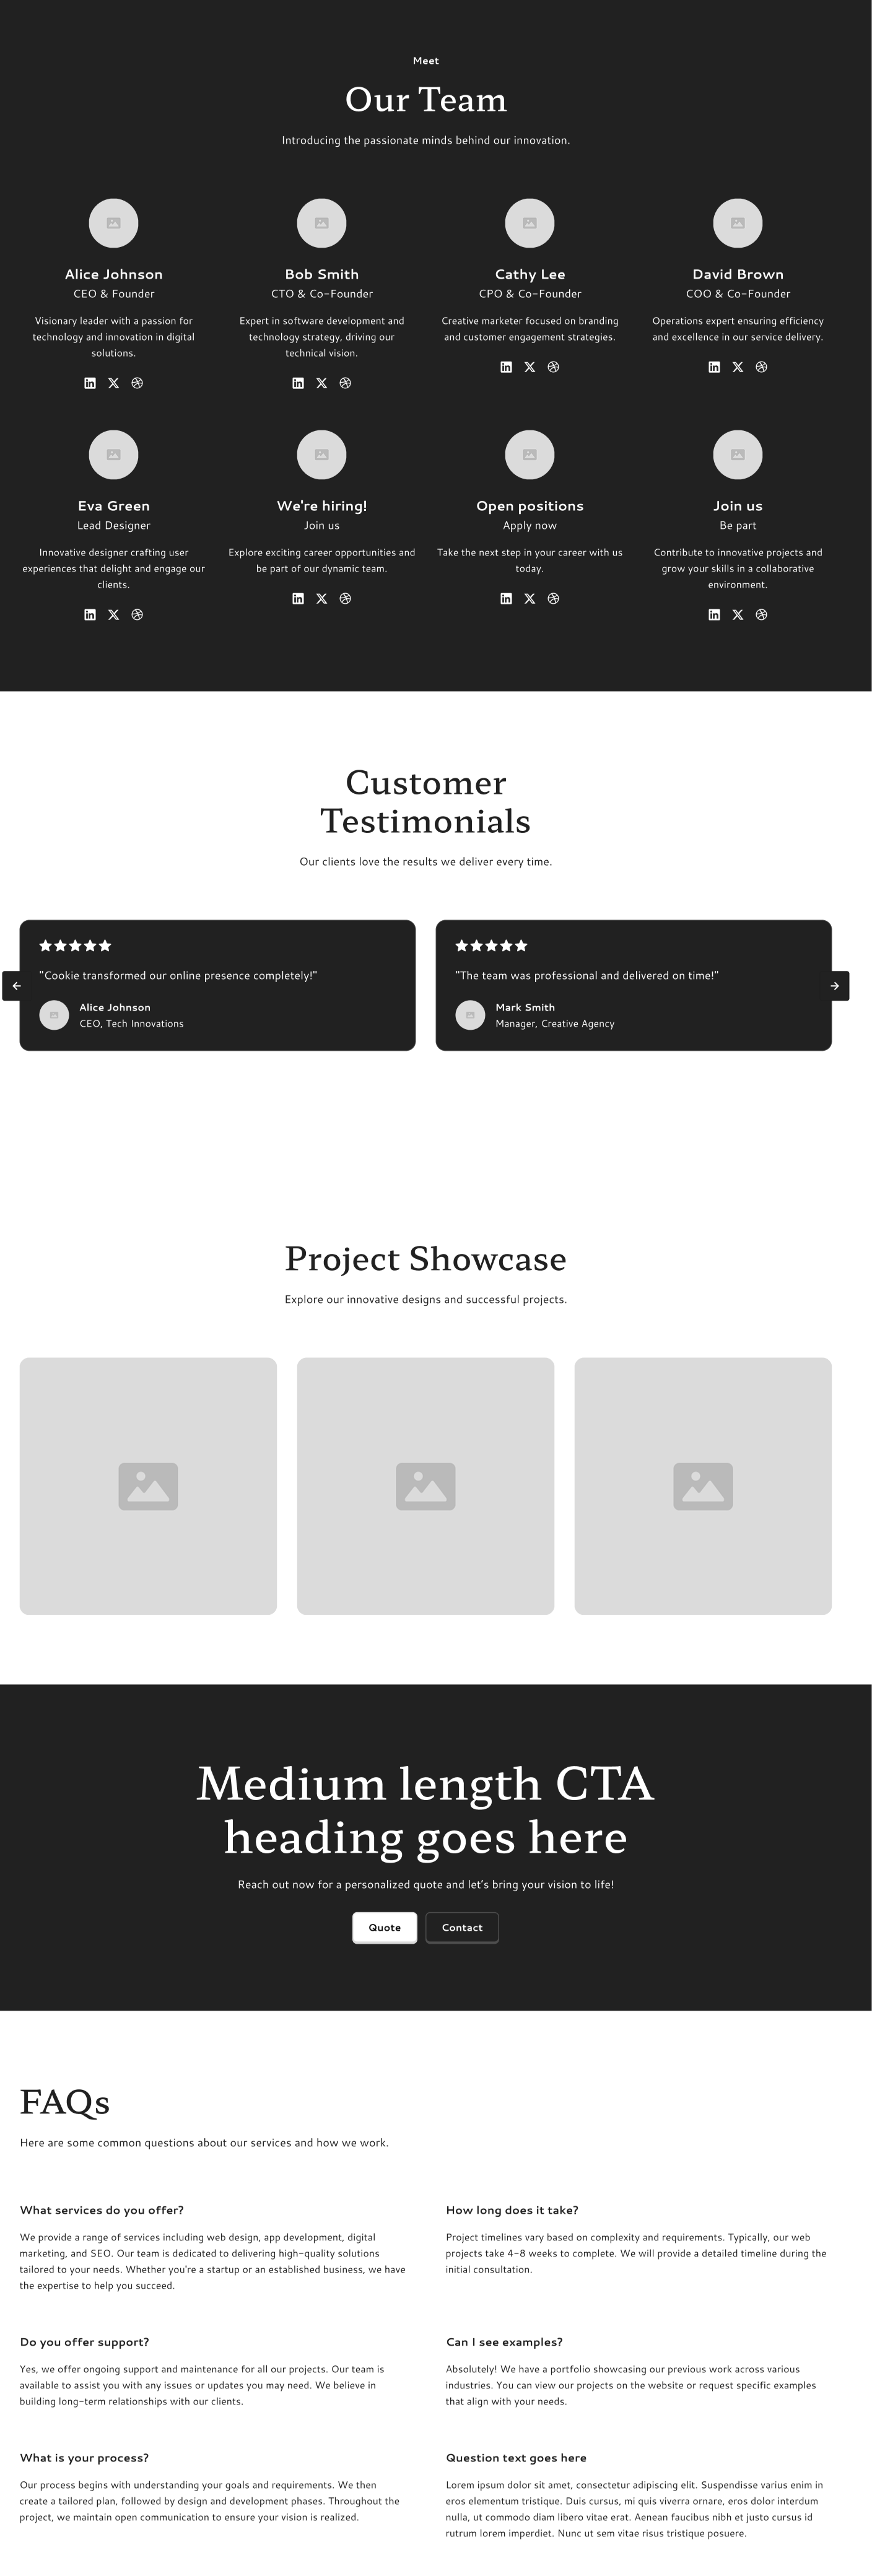 Meet
Our Team
Introducing the passionate minds behind our innovation.
Alice Johnson
CEO & Founder
Visionary leader with a passion for
technology and innovation in digital
solutions.
Bob Smith
CTO & Co-Founder
Expert in software development and
technology strategy, driving our
technical vision.
Cathy Lee
CPO & Co-Founder
Creative marketer focused on branding
and customer engagement strategies.
David Brown
COO & Co-Founder
Operations expert ensuring efficiency
and excellence in our service delivery.
Eva Green
Lead Designer
Innovative designer crafting user
experiences that delight and engage our
clients.
We're hiring!
Join us
Explore exciting career opportunities and
be part of our dynamic team.
Open positions
Apply now
Take the next step in your career with us
today.
Join us
Be part
Contribute to innovative projects and
grow your skills in a collaborative
environment.
Customer
Testimonials
Our clients love the results we deliver every time.
"Cookie transformed our online presence completely!"
Alice Johnson
CEO, Tech Innovations
"The team was professional and delivered on time!"
Mark Smith
Manager, Creative Agency
Project Showcase
Explore our innovative designs and successful projects.
Medium length CTA
heading goes here
Reach out now for a personalized quote and let's bring your vision to life!
Quote
Contact
FAQs
Here are some common questions about our services and how we work.
What services do you offer?
We provide a range of services including web design, app development, digital
marketing, and SEO. Our team is dedicated to delivering high-quality solutions
tailored to your needs. Whether you're a startup or an established business, we have
the expertise to help you succeed.
How long does it take?
Project timelines vary based on complexity and requirements. Typically, our web
projects take 4-8 weeks to complete. We will provide a detailed timeline during the
initial consultation.
Do you offer support?
Yes, we offer ongoing support and maintenance for all our projects. Our team is
available to assist you with any issues or updates you may need. We believe in
building long-term relationships with our clients.
Can I see examples?
Absolutely! We have a portfolio showcasing our previous work across various
industries. You can view our projects on the website or request specific examples
that align with your needs.
What is your process?
Our process begins with understanding your goals and requirements. We then
create a tailored plan, followed by design and development phases. Throughout the
project, we maintain open communication to ensure your vision is realized.
Question text goes here
Lorem ipsum dolor sit amet, consectetur adipiscing elit. Suspendisse varius enim in
eros elementum tristique. Duis cursus, mi quis viverra ornare, eros dolor interdum
nulla, ut commodo diam libero vitae erat. Aenean faucibus nibh et justo cursus id
rutrum lorem imperdiet. Nunc ut sem vitae risus tristique posuere.